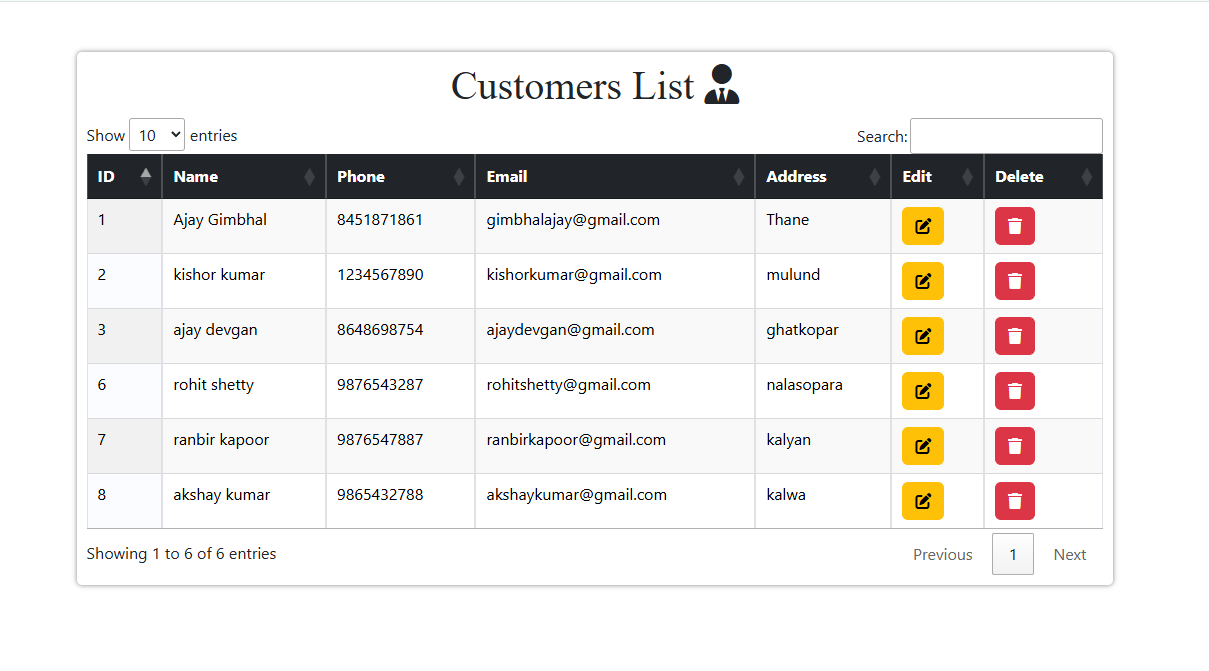 Customers List
Show 10 entries Search:
ID Name Phone Email Address Edit Delete
1 Ajay Gimbhal 8451871861 gimbhalajay@gmail.com Thane
2 kishor kumar 1234567890 kishorkumar@gmail.com mulund
3 ajay devgan 8648698754 ajaydevgan@gmail.com ghatkopar
6 rohit shetty 9876543287 rohitshetty@gmail.com nalasopara
7 ranbir kapoor 9876547887 ranbirkapoor@gmail.com kalyan
8 akshay kumar 9865432788 akshaykumar@gmail.com kalwa
Showing 1 to 6 of 6 entries Previous 1 Next